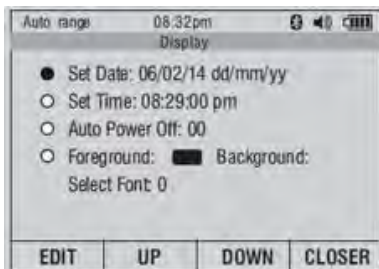 Auto range 08:32pm
Display
Set Date: 06/02/14 dd/mm/yy
Set Time: 08:29:00 pm
Auto Power Off: 00
Foreground: Background:
Select Font: 0
EDIT UP DOWN CLOSER